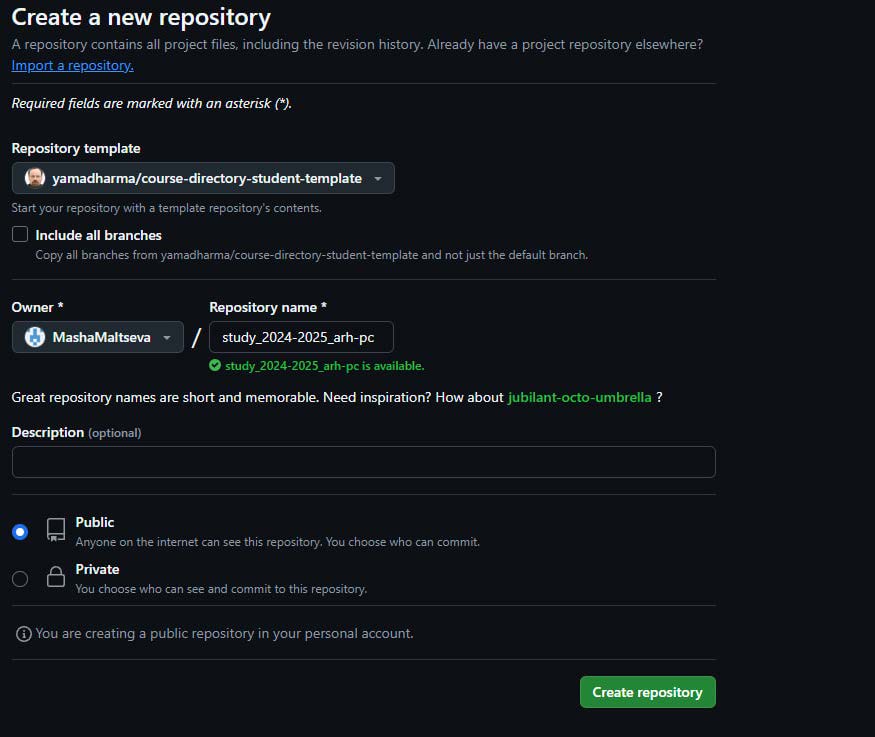 Create a new repository
A repository contains all project files, including the revision history. Already have a project repository elsewhere?
Import a repository.
Required fields are marked with an asterisk (*).
Repository template
yamadharma/course-directory-student-template
Start your repository with a template repository's contents.
Include all branches
Copy all branches from yamadharma/course-directory-student-template and not just the default branch.
Owner * Repository name *
MashaMaltseva / study_2024-2025_arh-pc
study_2024-2025_arh-pc is available.
Great repository names are short and memorable. Need inspiration? How about jubilant-octo-umbrella ?
Description (optional)
Public
Anyone on the internet can see this repository. You choose who can commit.
Private
You choose who can see and commit to this repository.
You are creating a public repository in your personal account.
Create repository